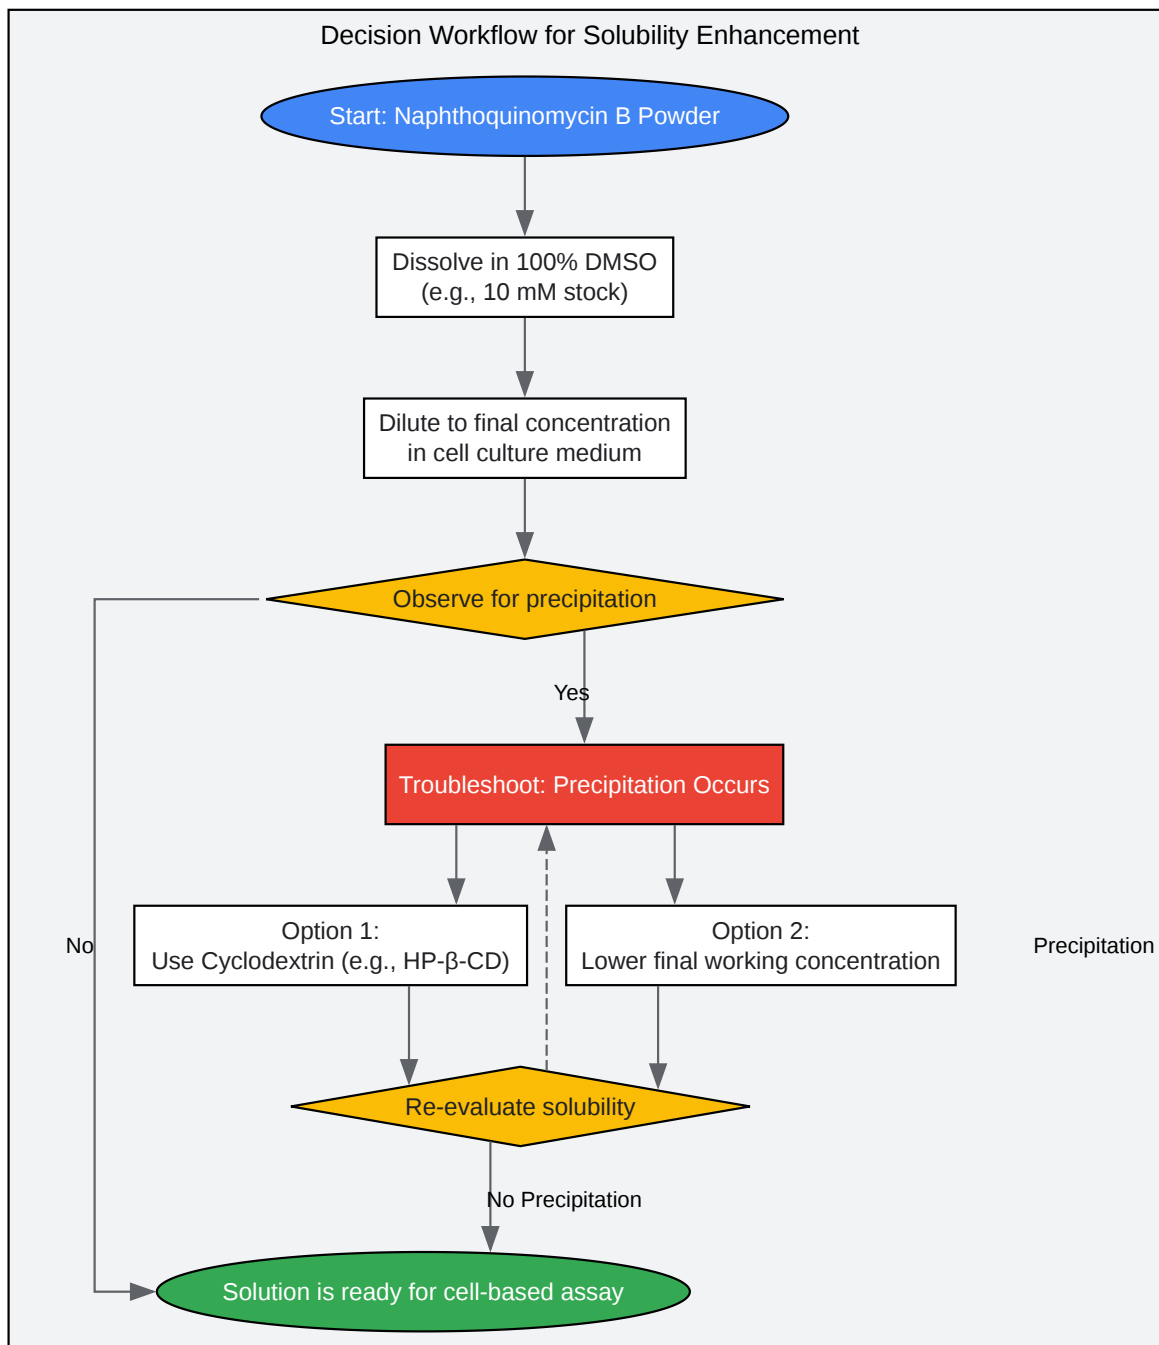 Decision Workflow for Solubility Enhancement
Start: Naphthoquinomycin B Powder
Dissolve in 100% DMSO
(e.g., 10 mM stock)
Dilute to final concentration
in cell culture medium
Observe for precipitation
Yes
Troubleshoot: Precipitation Occurs
No
Option 1:
Use Cyclodextrin (e.g., HP-β-CD)
Option 2:
Lower final working concentration
Precipitation
Re-evaluate solubility
No Precipitation
Solution is ready for cell-based assay